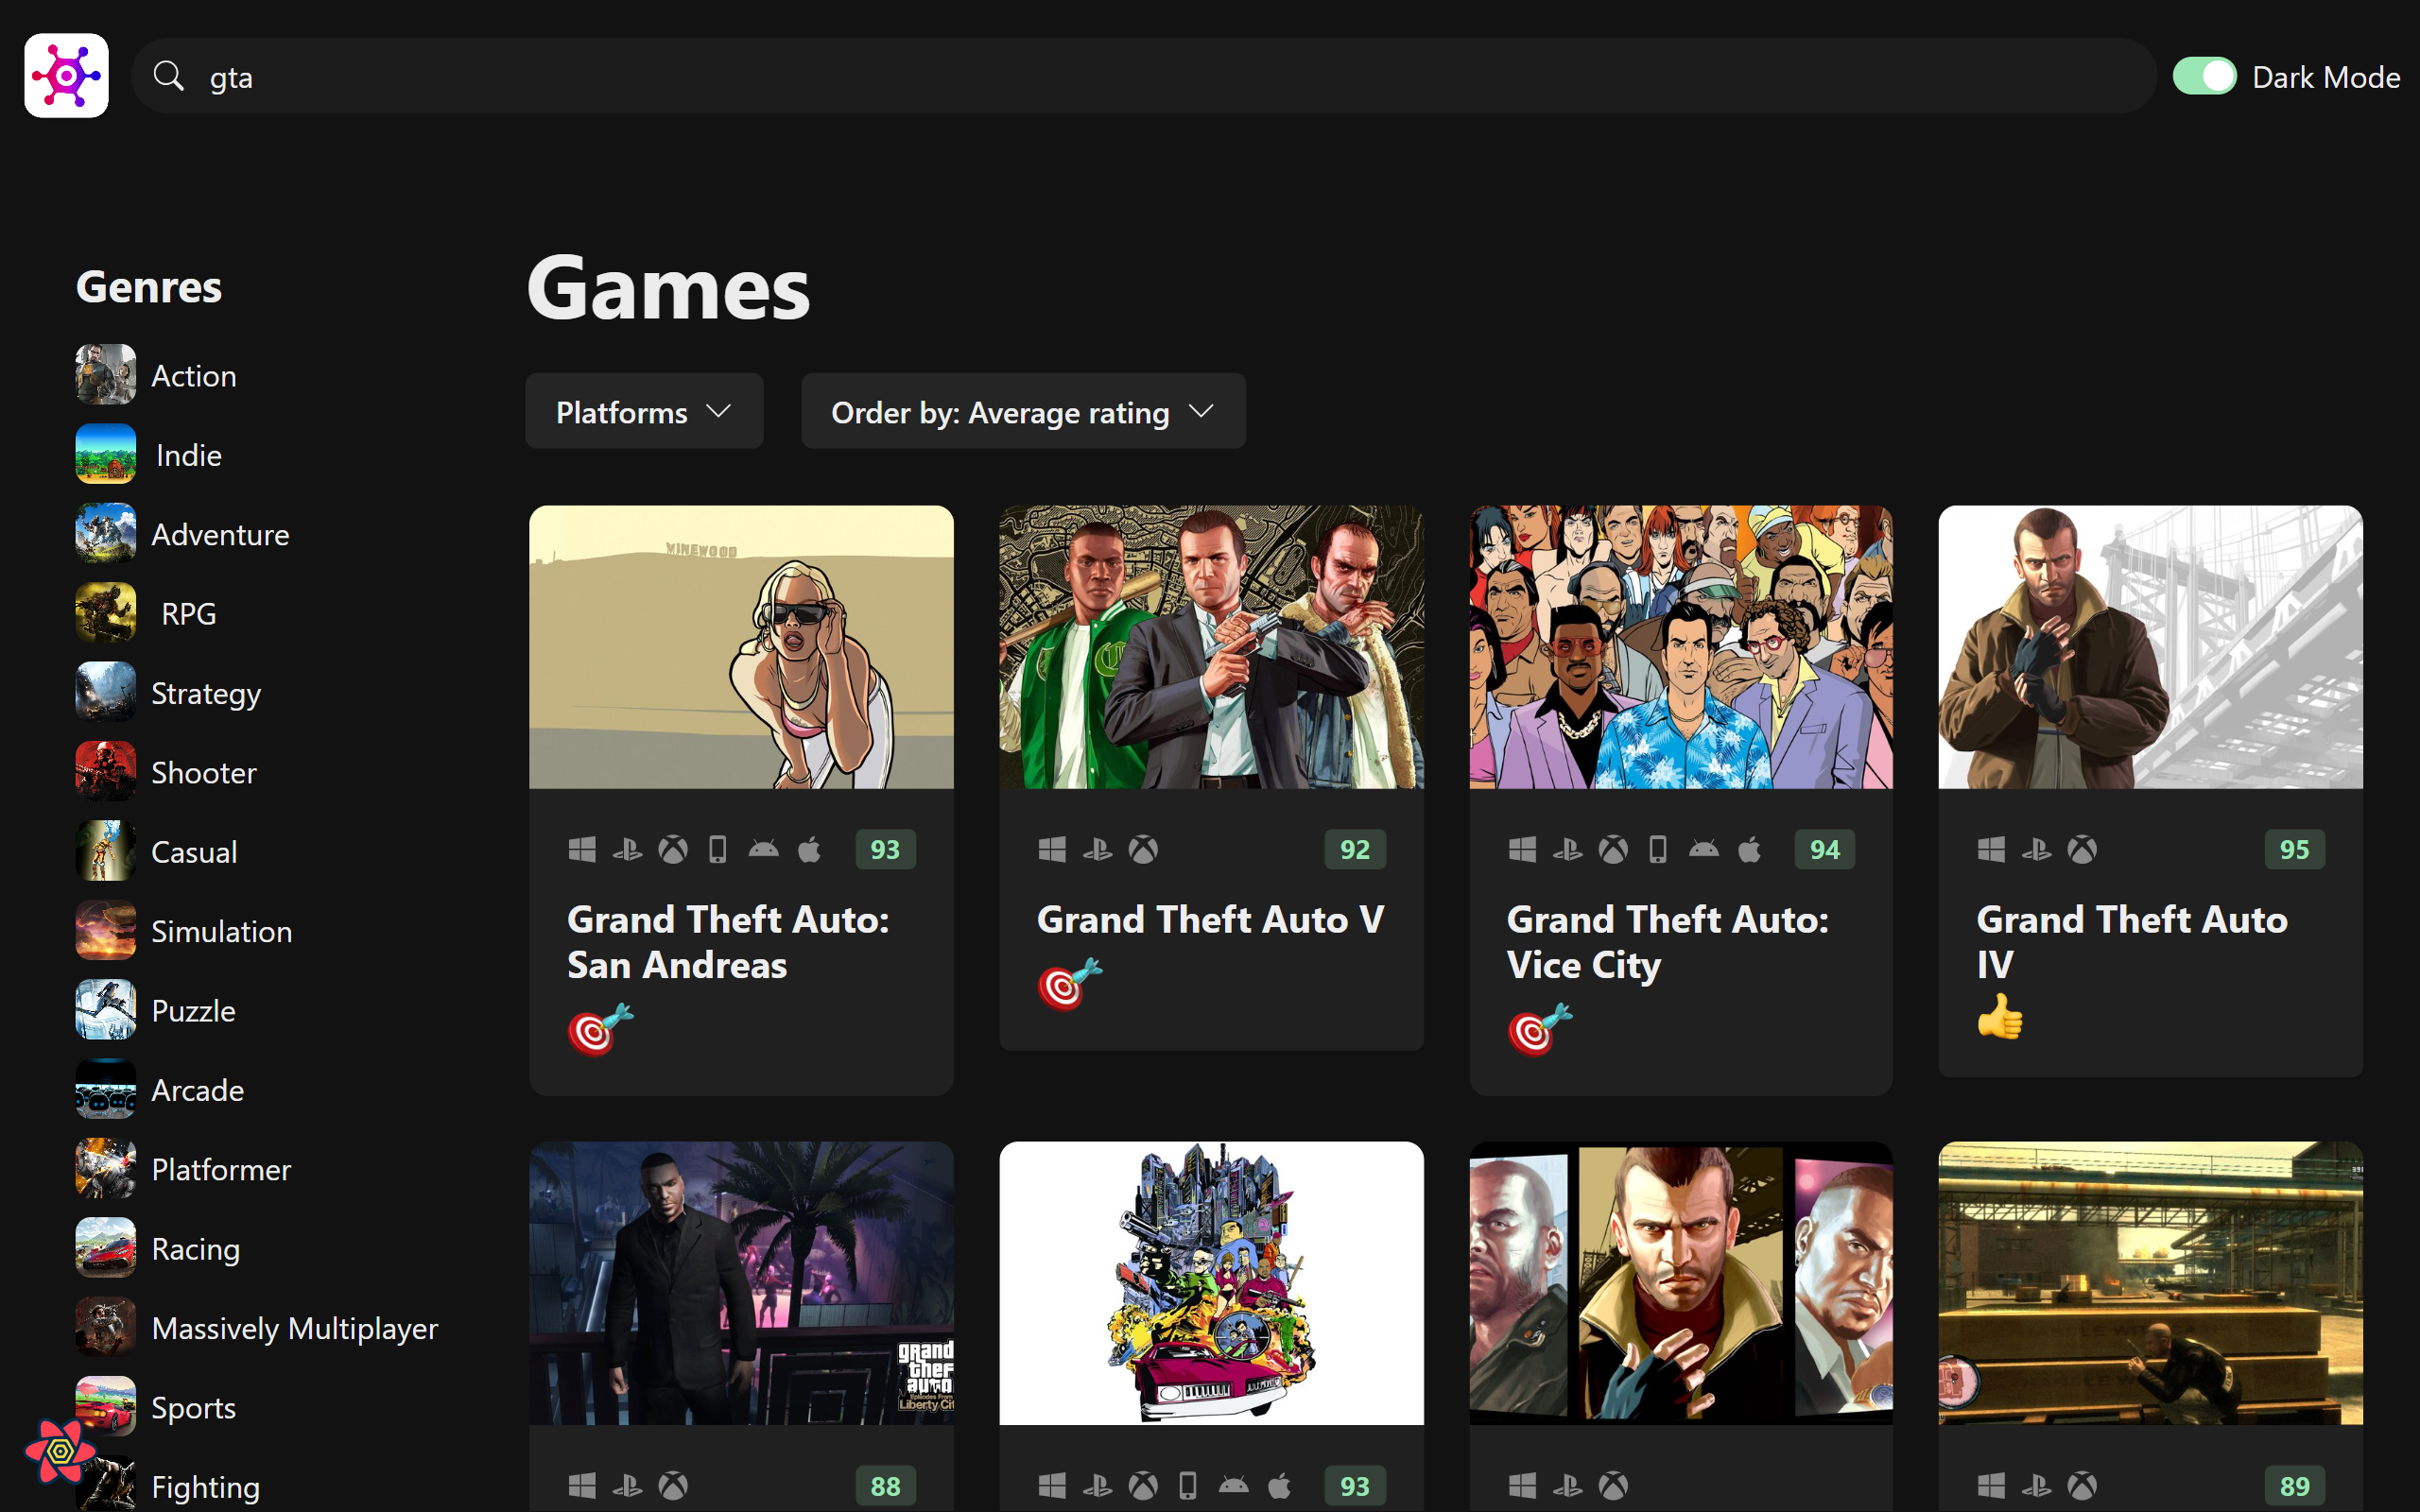 gta
Dark Mode
Genres
Action
Indie
Adventure
RPG
Strategy
Shooter
Casual
Simulation
Puzzle
Arcade
Platformer
Racing
Massively Multiplayer
Sports
Fighting
Games
Platforms
Order by: Average rating
VINEWOOD
93
Grand Theft Auto:
San Andreas
92
Grand Theft Auto V
94
Grand Theft Auto:
Vice City
95
Grand Theft Auto
IV
grand
thef
auto
Episodes From
Liberty Cit
88
93
89